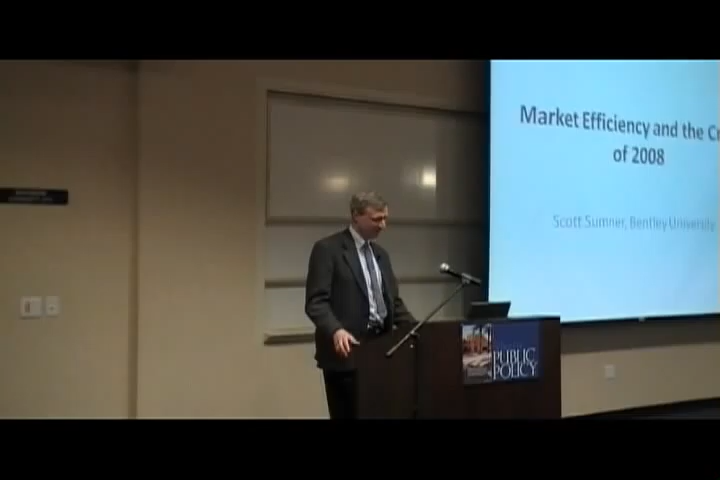 Market Efficiency and the Cr
of 2008
Scott Sumner, Bentley University
PUBLIC
POLICY